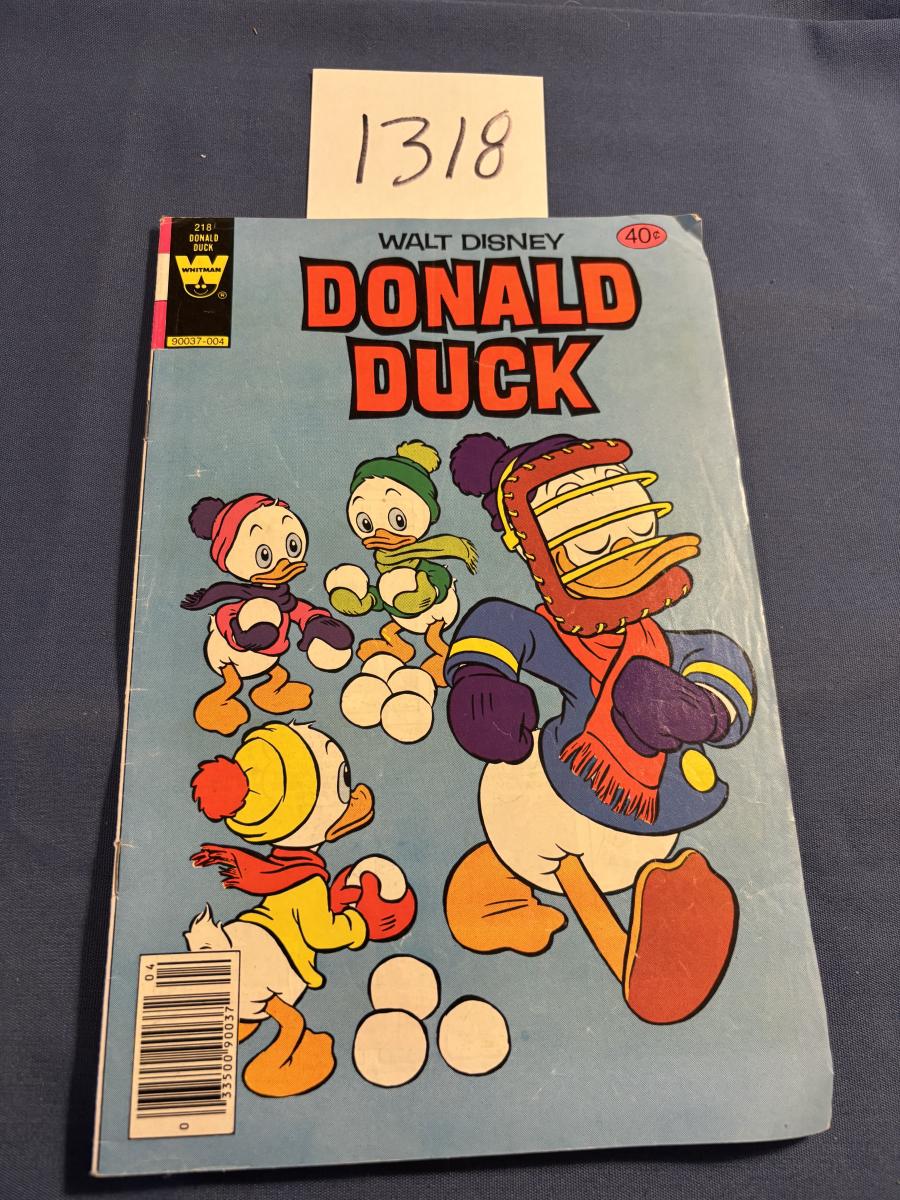 1318
218
DONALD
DUCK
WHITMAN
®
90037-004
WALT DISNEY
40¢
DONALD
DUCK
04
0 33500 90037